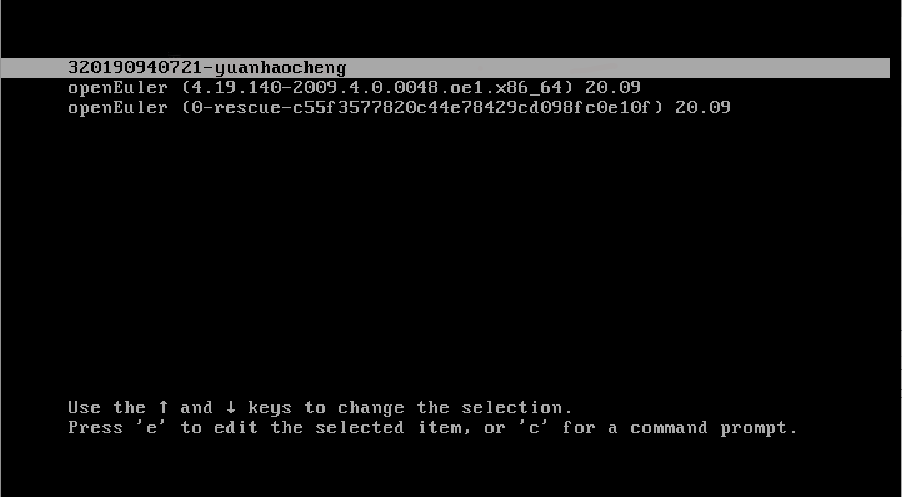 320190940721-yuanhaocheng
openEuler (4.19.140-2009.4.0.0048.oe1.x86_64) 20.09
openEuler (0-rescue-c55f3577820c44e78429cd098fc0e10f) 20.09
Use the ↑ and ↓ keys to change the selection.
Press 'e' to edit the selected item, or 'c' for a command prompt.